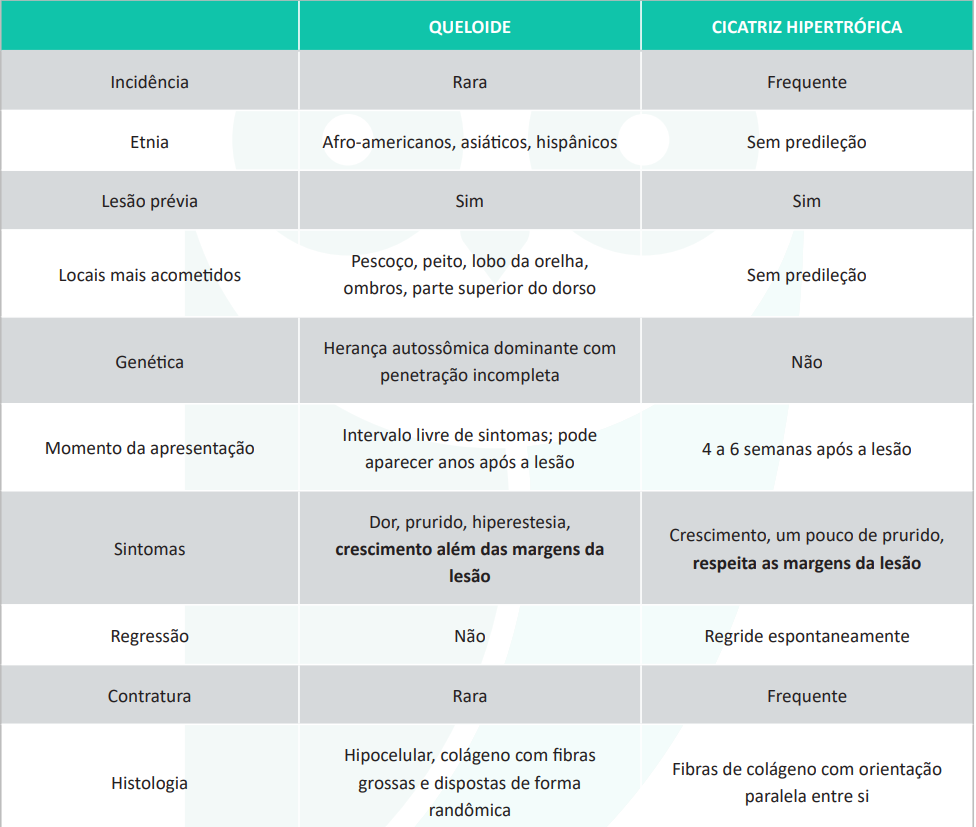 QUELOIDE CICATRIZ HIPERTRÓFICA
Incidência Rara Frequente
Etnia Afro-americanos, asiáticos, hispânicos Sem predileção
Lesão prévia Sim Sim
Locais mais acometidos
Pescoço, peito, lobo da orelha,
ombros, parte superior do dorso
Sem predileção
Genética
Herança autossômica dominante com
penetração incompleta
Não
Momento da apresentação
Intervalo livre de sintomas; pode
aparecer anos após a lesão
4 a 6 semanas após a lesão
Sintomas
Dor, prurido, hiperestesia,
crescimento além das margens da
lesão
Crescimento, um pouco de prurido,
respeita as margens da lesão
Regressão Não Regride espontaneamente
Contratura Rara Frequente
Histologia
Hipocelular, colágeno com fibras
grossas e dispostas de forma
randômica
Fibras de colágeno com orientação
paralela entre si